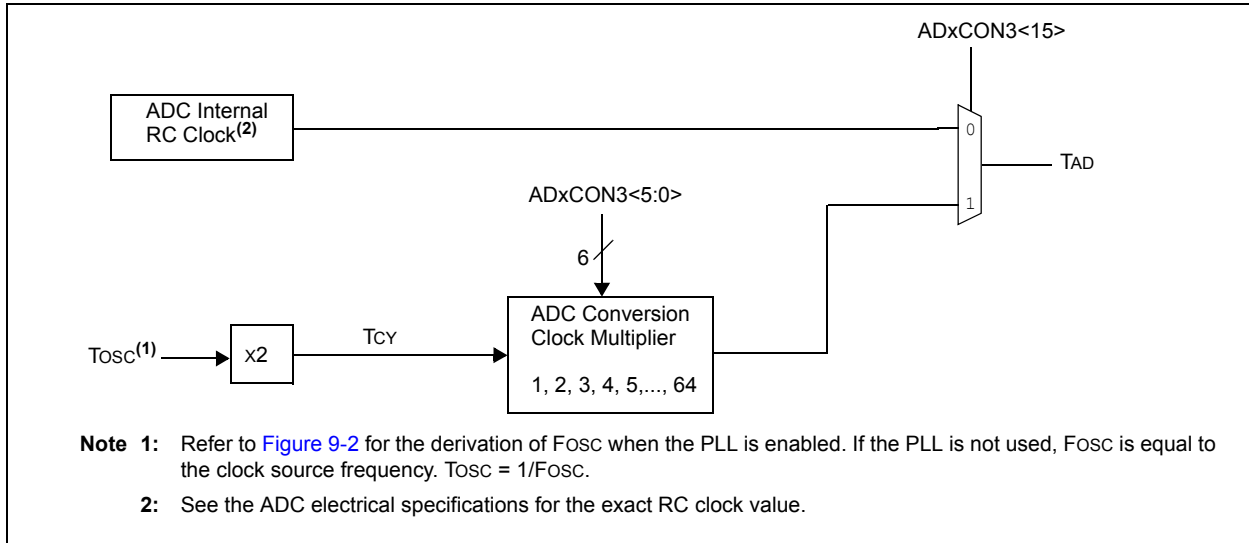 ADxCON3<15>
ADC Internal
RC Clock(2)
0
TAD
ADxCON3<5:0>
1
6
ADC Conversion
Clock Multiplier
TOSC(1)
X2
TCY
1, 2, 3, 4, 5,..., 64
Note 1: Refer to Figure 9-2 for the derivation of FOSC when the PLL is enabled. If the PLL is not used, FOSC is equal to
the clock source frequency. TOSC = 1/FOSC.
2: See the ADC electrical specifications for the exact RC clock value.